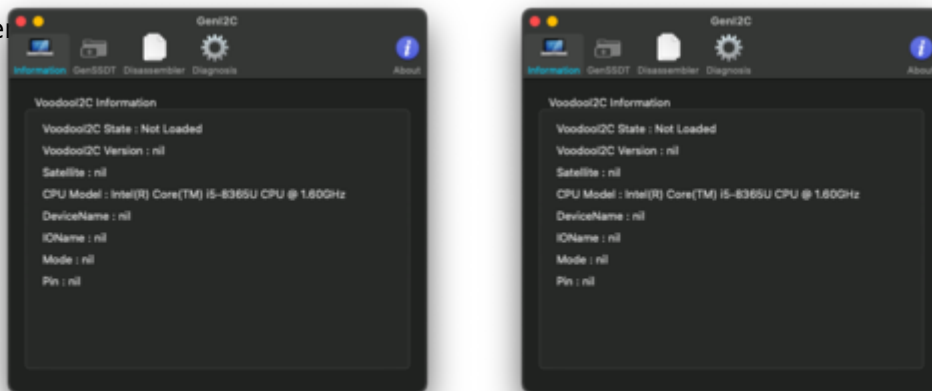 GenI2C
Information GenSSDT Disassembler Diagnosis About
VoodooI2C Information
VoodooI2C State : Not Loaded
VoodooI2C Version : nil
Satellite : nil
CPU Model : Intel(R) Core(TM) i5-8365U CPU @ 1.60GHz
DeviceName : nil
IOName : nil
Mode : nil
Pin : nil
GenI2C
Information GenSSDT Disassembler Diagnosis About
VoodooI2C Information
VoodooI2C State : Not Loaded
VoodooI2C Version : nil
Satellite : nil
CPU Model : Intel(R) Core(TM) i5-8365U CPU @ 1.60GHz
DeviceName : nil
IOName : nil
Mode : nil
Pin : nil